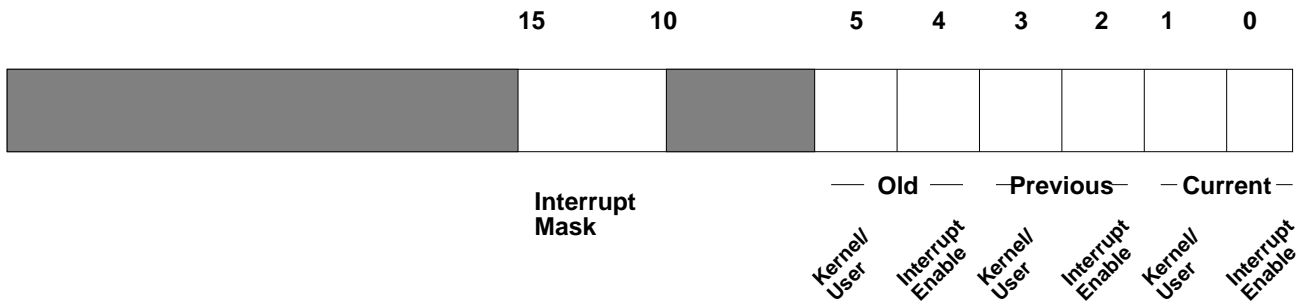 15 10 5 4 3 2 1 0
Old Previous Current
Interrupt
Mask
Kernel/
User
Interrupt
Enable
Kernel/
User
Interrupt
Enable
Kernel/
User
Interrupt
Enable